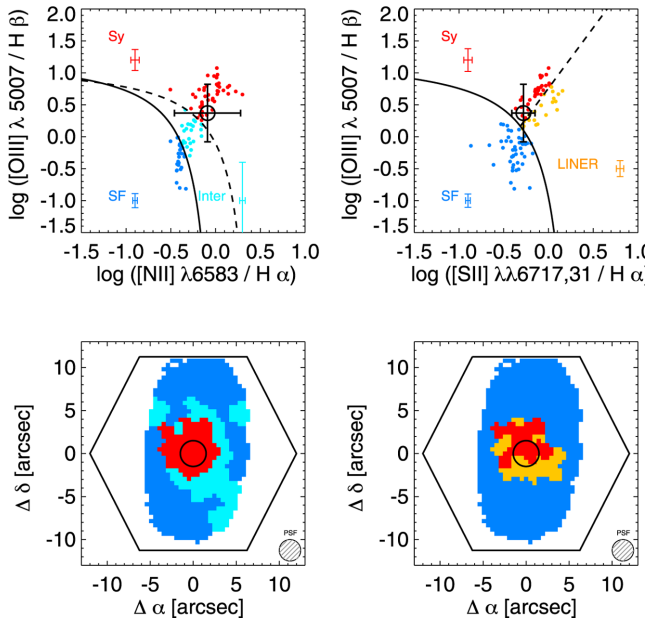 2.0
1.5
1.0
0.5
0.0
-0.5
-1.0
-1.5
log ([OIII] λ 5007 / H β)
Sy
SF
Inter
-1.5 -1.0 -0.5 0.0 0.5 1.0
log ([NII] λ6583 / H α)
2.0
1.5
1.0
0.5
0.0
-0.5
-1.0
-1.5
log ([OIII] λ 5007 / H β)
Sy
LINER
SF
-1.5 -1.0 -0.5 0.0 0.5 1.0
log ([SII] λλ6717,31 / H α)
10
5
0
-5
-10
Δ δ [arcsec]
PSF
-10 -5 0 5 10
Δ α [arcsec]
10
5
0
-5
-10
Δ δ [arcsec]
PSF
-10 -5 0 5 10
Δ α [arcsec]